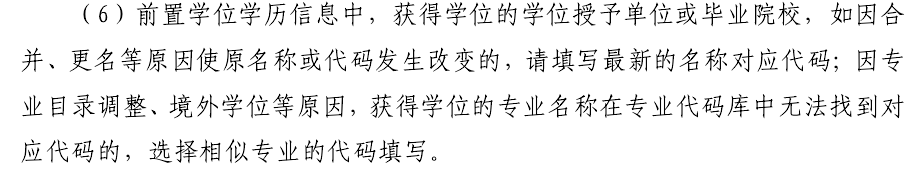 （6）前置学位学历信息中，获得学位的学位授予单位或毕业院校，如因合
并、更名等原因使原名称或代码发生改变的，请填写最新的名称对应代码；因专
业目录调整、境外学位等原因，获得学位的专业名称在专业代码库中无法找到对
应代码的，选择相似专业的代码填写。